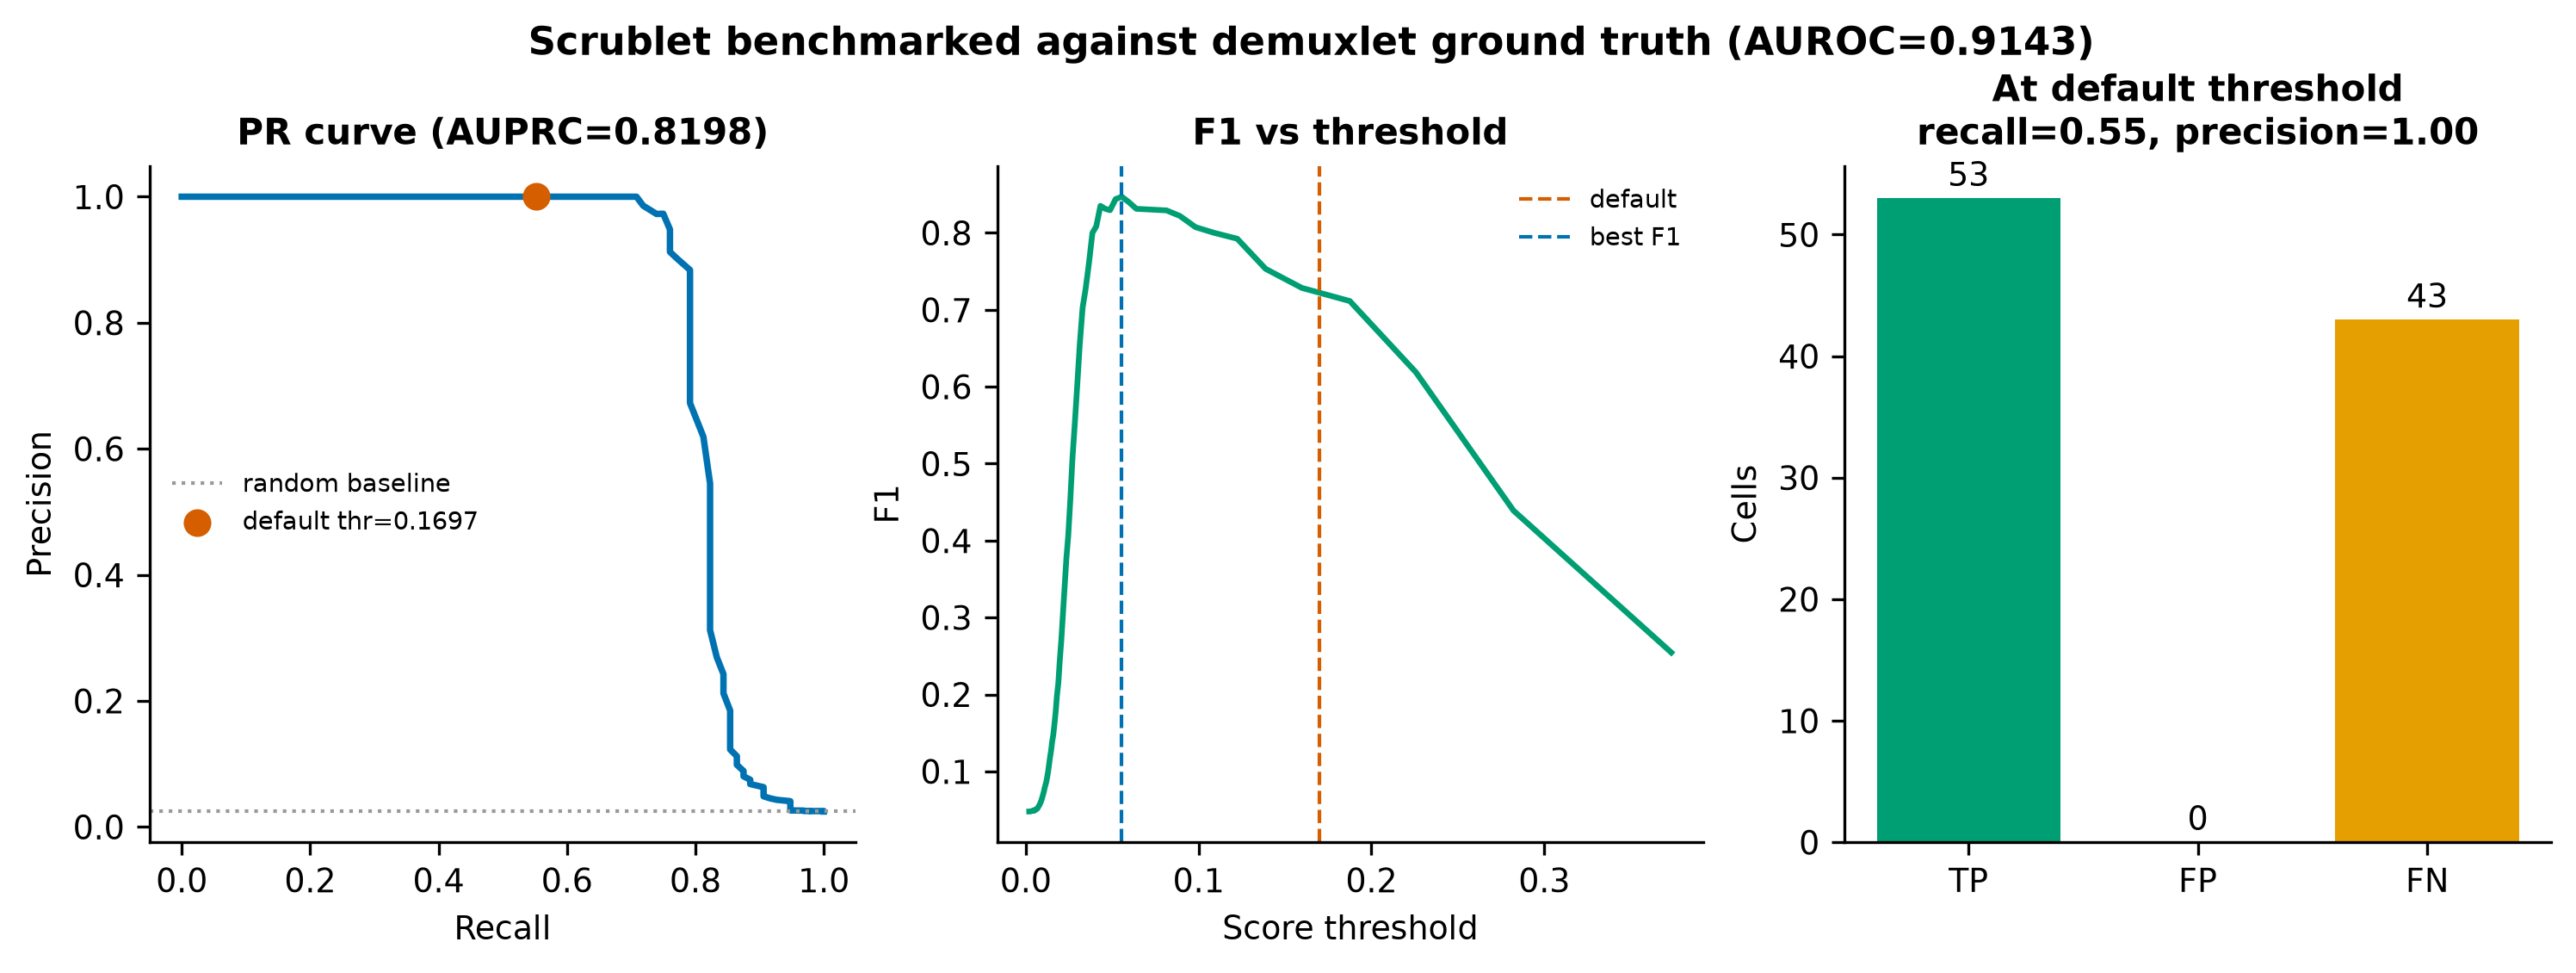 Scrublet benchmarked against demuxlet ground truth (AUROC=0.9143)
PR curve (AUPRC=0.8198)
Precision
1.0
0.8
0.6
0.4
0.2
0.0
random baseline
default thr=0.1697
0.0 0.2 0.4 0.6 0.8 1.0
Recall
F1 vs threshold
F1
0.8
0.7
0.6
0.5
0.4
0.3
0.2
0.1
default
best F1
0.0 0.1 0.2 0.3
Score threshold
At default threshold
recall=0.55, precision=1.00
Cells
50
40
30
20
10
0
53
0
43
TP FP FN